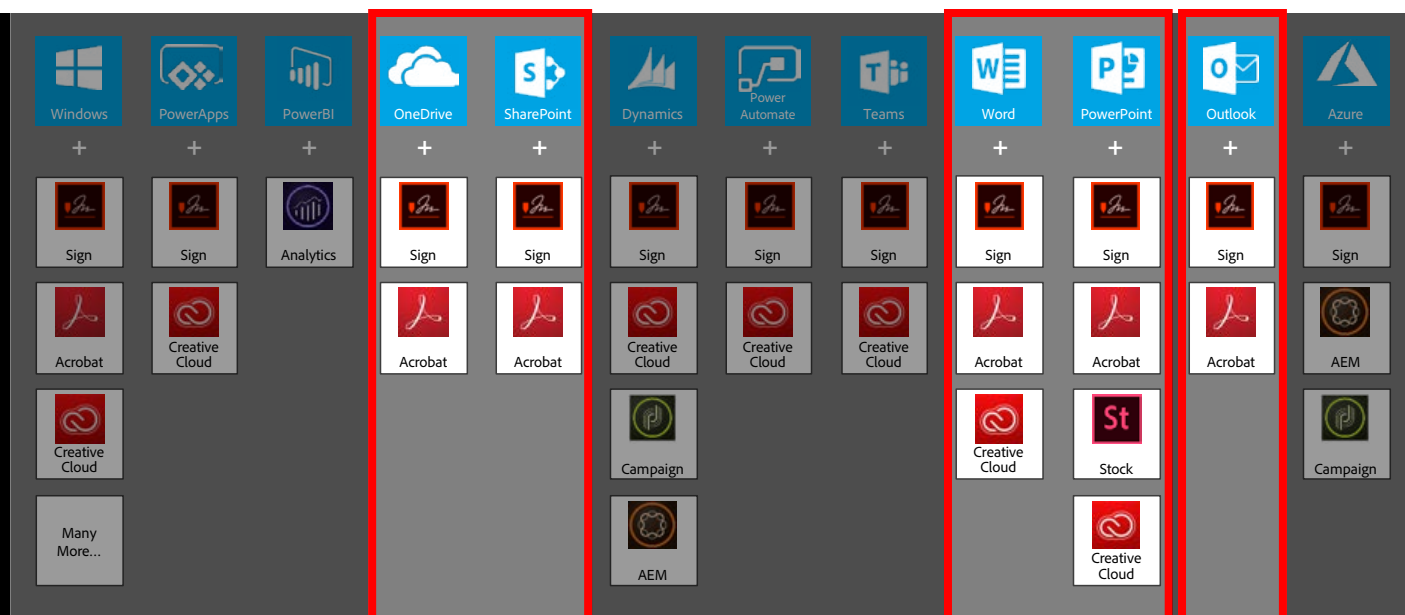 Windows
PowerApps
PowerBI
OneDrive
S
SharePoint
Dynamics
Power
Automate
T
Teams
W
Word
P
PowerPoint
O
Outlook
Azure
+ + + + + + + + + + + +
Sign
Sign
Analytics
Sign
Sign
Sign
Sign
Sign
Sign
Sign
Sign
Sign
Acrobat
Creative
Cloud
Acrobat
Acrobat
Creative
Cloud
Creative
Cloud
Creative
Cloud
Acrobat
Acrobat
Acrobat
AEM
Creative
Cloud
Campaign
Creative
Cloud
St
Stock
Campaign
Many
More...
AEM
Creative
Cloud